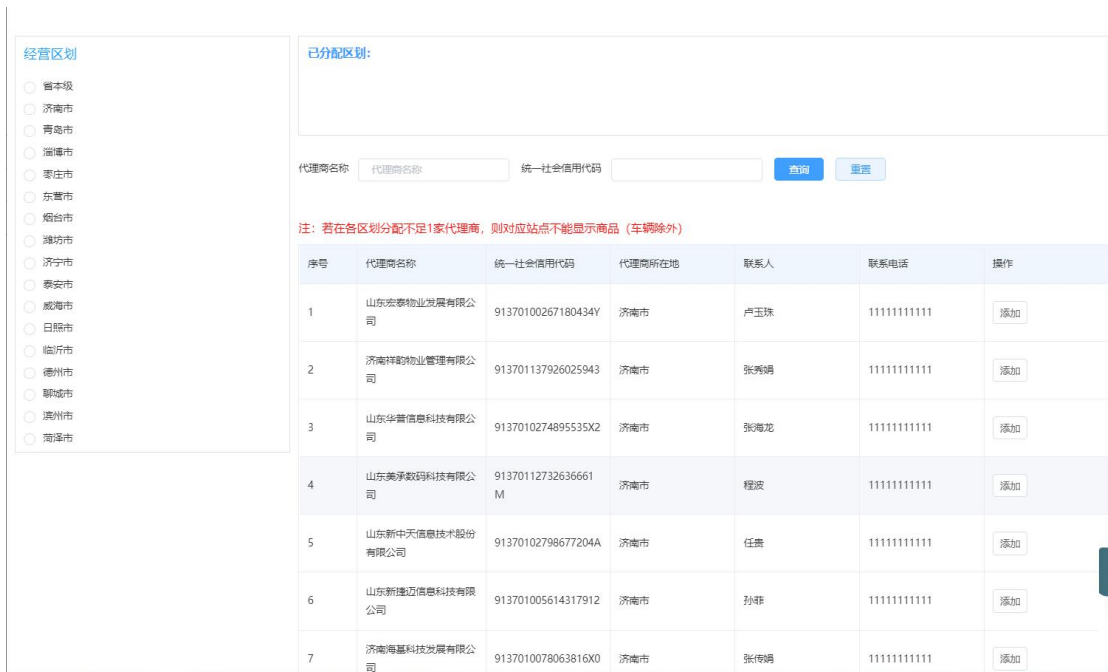 经营区划
省本级
济南市
青岛市
淄博市
枣庄市
东营市
烟台市
潍坊市
济宁市
泰安市
威海市
日照市
临沂市
德州市
聊城市
滨州市
菏泽市
已分配区划：
代理商名称 代理商名称 统一社会信用代码 查询 重置
注：若在各区划分配不足1家代理商，则对应站点不能显示商品（车辆除外）
序号 代理商名称 统一社会信用代码 代理商所在地 联系人 联系电话 操作
1 山东宏泰物业发展有限公 91370100267180434Y 济南市 卢玉珠 11111111111 添加
司
2 济南祥韵物业管理有限公 913701137926025943 济南市 张秀娟 11111111111 添加
司
3 山东华普信息科技有限公 9137010274895535X2 济南市 张海龙 11111111111 添加
司
4 山东美承数码科技有限公 91370112732636661 济南市 程波 11111111111 添加
司 M
5 山东新中天信息技术股份 91370102798677204A 济南市 任贵 11111111111 添加
有限公司
6 山东新捷迈信息科技有限 913701005614317912 济南市 孙菲 11111111111 添加
公司
7 济南海基科技发展有限公 9137010078063816X0 济南市 张传娟 11111111111 添加
司